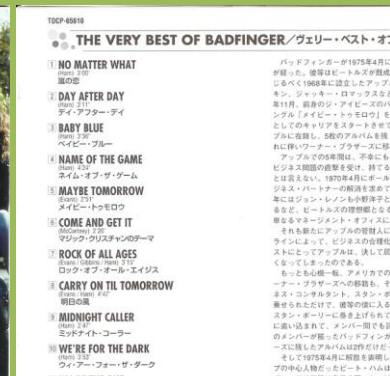 TOCP-65610
THE VERY BEST OF BADFINGER/ヴェリー・ベスト・オブ
1 NO MATTER WHAT
(Ham) 3'00"
嵐の恋
2 DAY AFTER DAY
(Ham) 3'11"
デイ・アフター・デイ
3 BABY BLUE
(Ham) 3'36"
ベイビー・ブルー
4 NAME OF THE GAME
(Ham) 4'24"
ネイム・オブ・ザ・ゲーム
5 MAYBE TOMORROW
(Evans) 2'51"
メイビー・トゥモロウ
6 COME AND GET IT
(McCartney) 2'20"
マジック・クリスチャンのテーマ
7 ROCK OF ALL AGES
(Evans / Gibbins / Ham) 3'15"
ロック・オブ・オール・エイジズ
8 CARRY ON TIL TOMORROW
(Evans / Ham) 4'47"
明日の風
9 MIDNIGHT CALLER
(Ham) 2'47"
ミッドナイト・コーラー
10 WE'RE FOR THE DARK
(Ham) 3'53"
ウィ・アー・フォー・ザ・ダーク
バッドフィンガーが1975年4月に
が経った。彼等はビートルズが既成
じるべく1968年に設立したアップ
キン、ジャッキー・ロマックスな
年11月、前身のジ・アイビーズのバ
ングル「メイビー・トゥモロウ」を
としてのキャリアをスタートさせて
プルに在籍し、5枚のアルバムを残
れに伴いワーナー・ブラザーズに移
アップルでの5年間は、不幸にも
ビジネス問題の直撃を受け、持てる
とは言えない。1970年4月にポール
ジネス・パートナーの解消を求めて
年にはジョン・レノンも小野洋子と
るなど、ビートルズの理想郷となる
単なるマネージメント・オフィスに
それも新たにアップルの管財人に
ラインによって、ビジネスの合理化
ストにとってアップルは、決して居
くなってしまったのである。
もっとも心機一転、アメリカでの
ーナー・ブラザーズへの移籍も、そ
ネス・コンサルタント、スタン・ポ
乗せられただけで、彼等の後に入る
スタン・ポーリーに巻き上げられて
に追い込まれて、メンバー間でも
のメンバーが揃ったバッドフィンガ
ーズに残したアルバムは2作だけだ
そして1975年4月に解散を表明し
プの中心人物だったピート・ハムは